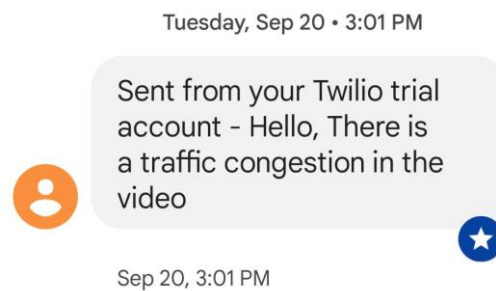 Tuesday, Sep 20 • 3:01 PM
Sent from your Twilio trial
account - Hello, There is
a traffic congestion in the
video
Sep 20, 3:01 PM